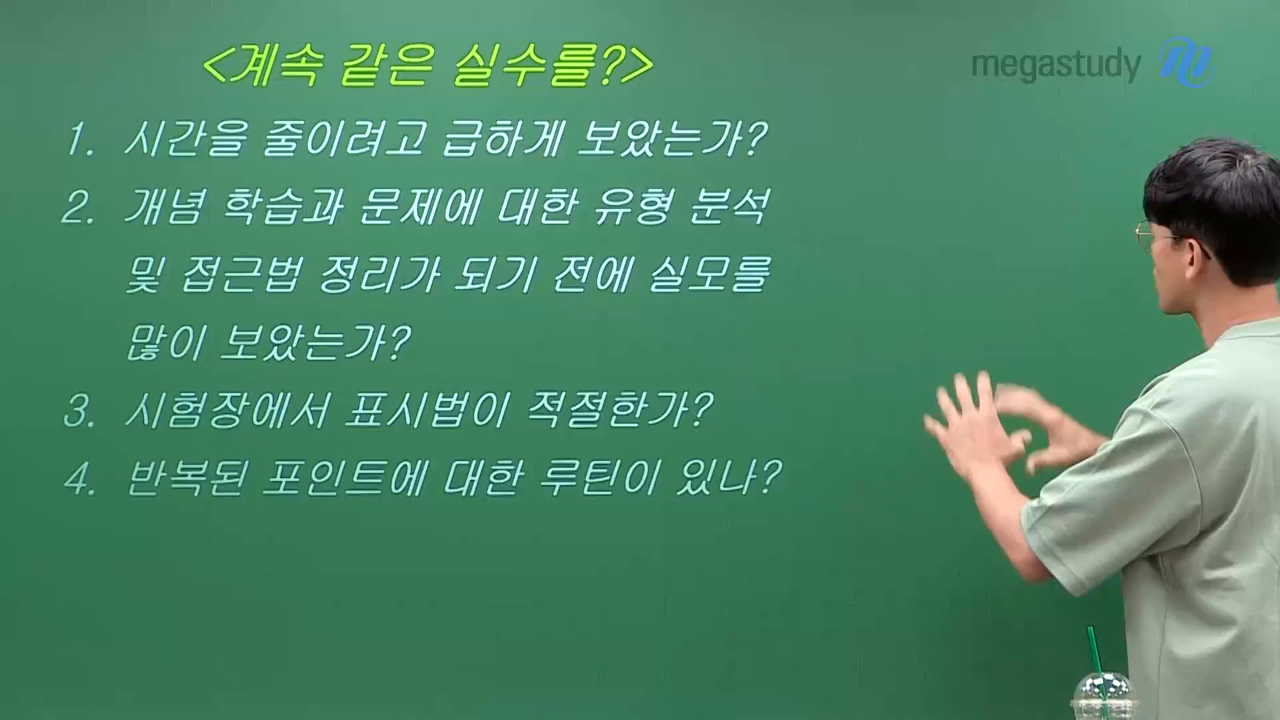 <계속 같은 실수를?>
megastudy
1. 시간을 줄이려고 급하게 보았는가?
2. 개념 학습과 문제에 대한 유형 분석
및 접근법 정리가 되기 전에 실모를
많이 보았는가?
3. 시험장에서 표시법이 적절한가?
4. 반복된 포인트에 대한 루틴이 있나?